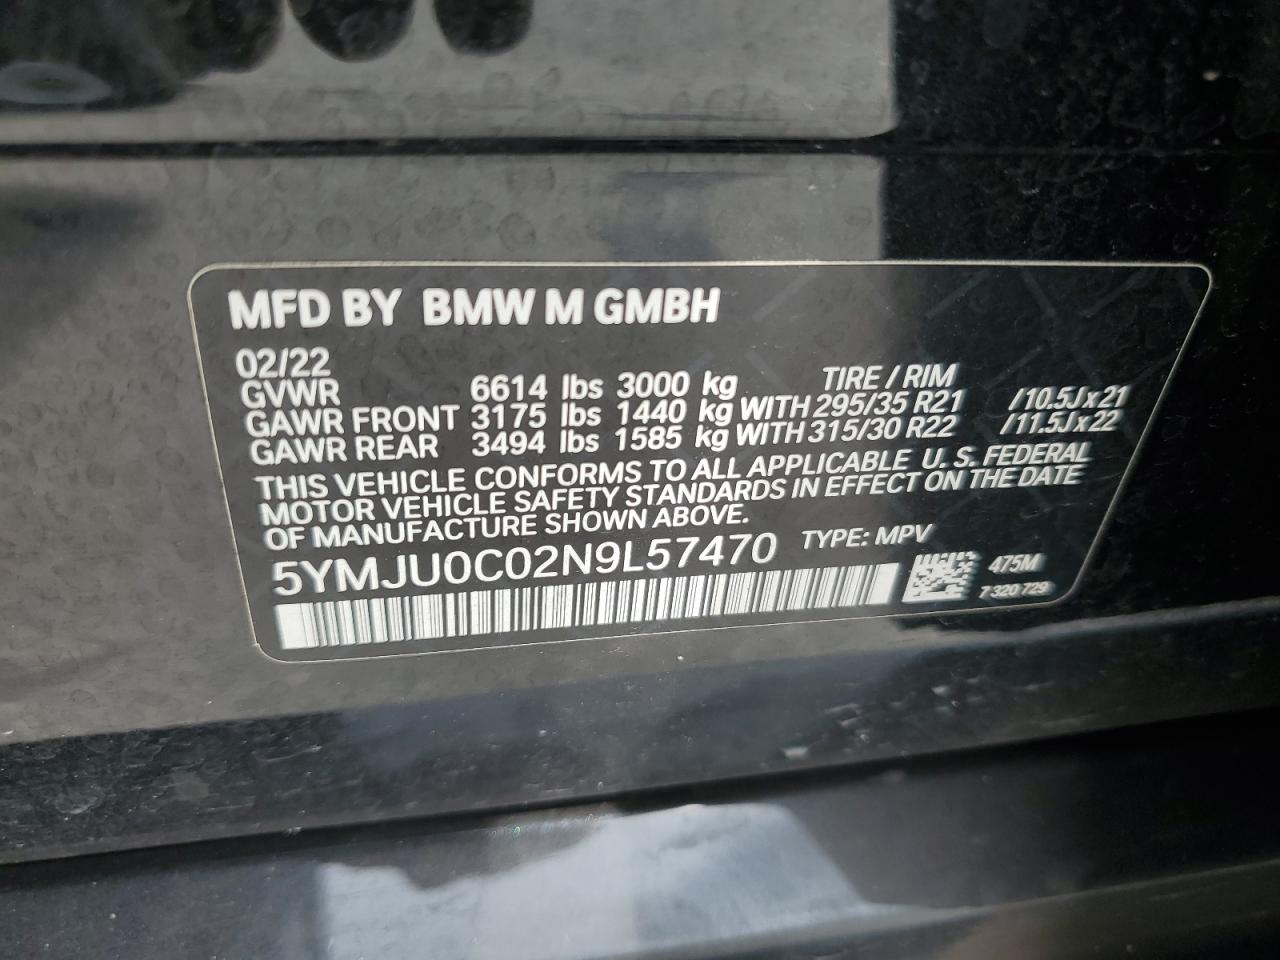 MFD BY BMW M GMBH
02/22
TIRE / RIM
GVWR 6614 lbs 3000 kg
GAWR FRONT 3175 lbs 1440 kg WITH 295/35 R21 /10.5Jx21
GAWR REAR 3494 lbs 1585 kg WITH 315/30 R22 /11.5Jx22
THIS VEHICLE CONFORMS TO ALL APPLICABLE U. S. FEDERAL
MOTOR VEHICLE SAFETY STANDARDS IN EFFECT ON THE DATE
OF MANUFACTURE SHOWN ABOVE.
5YMJU0C02N9L57470 TYPE: MPV
475M
7 320 729